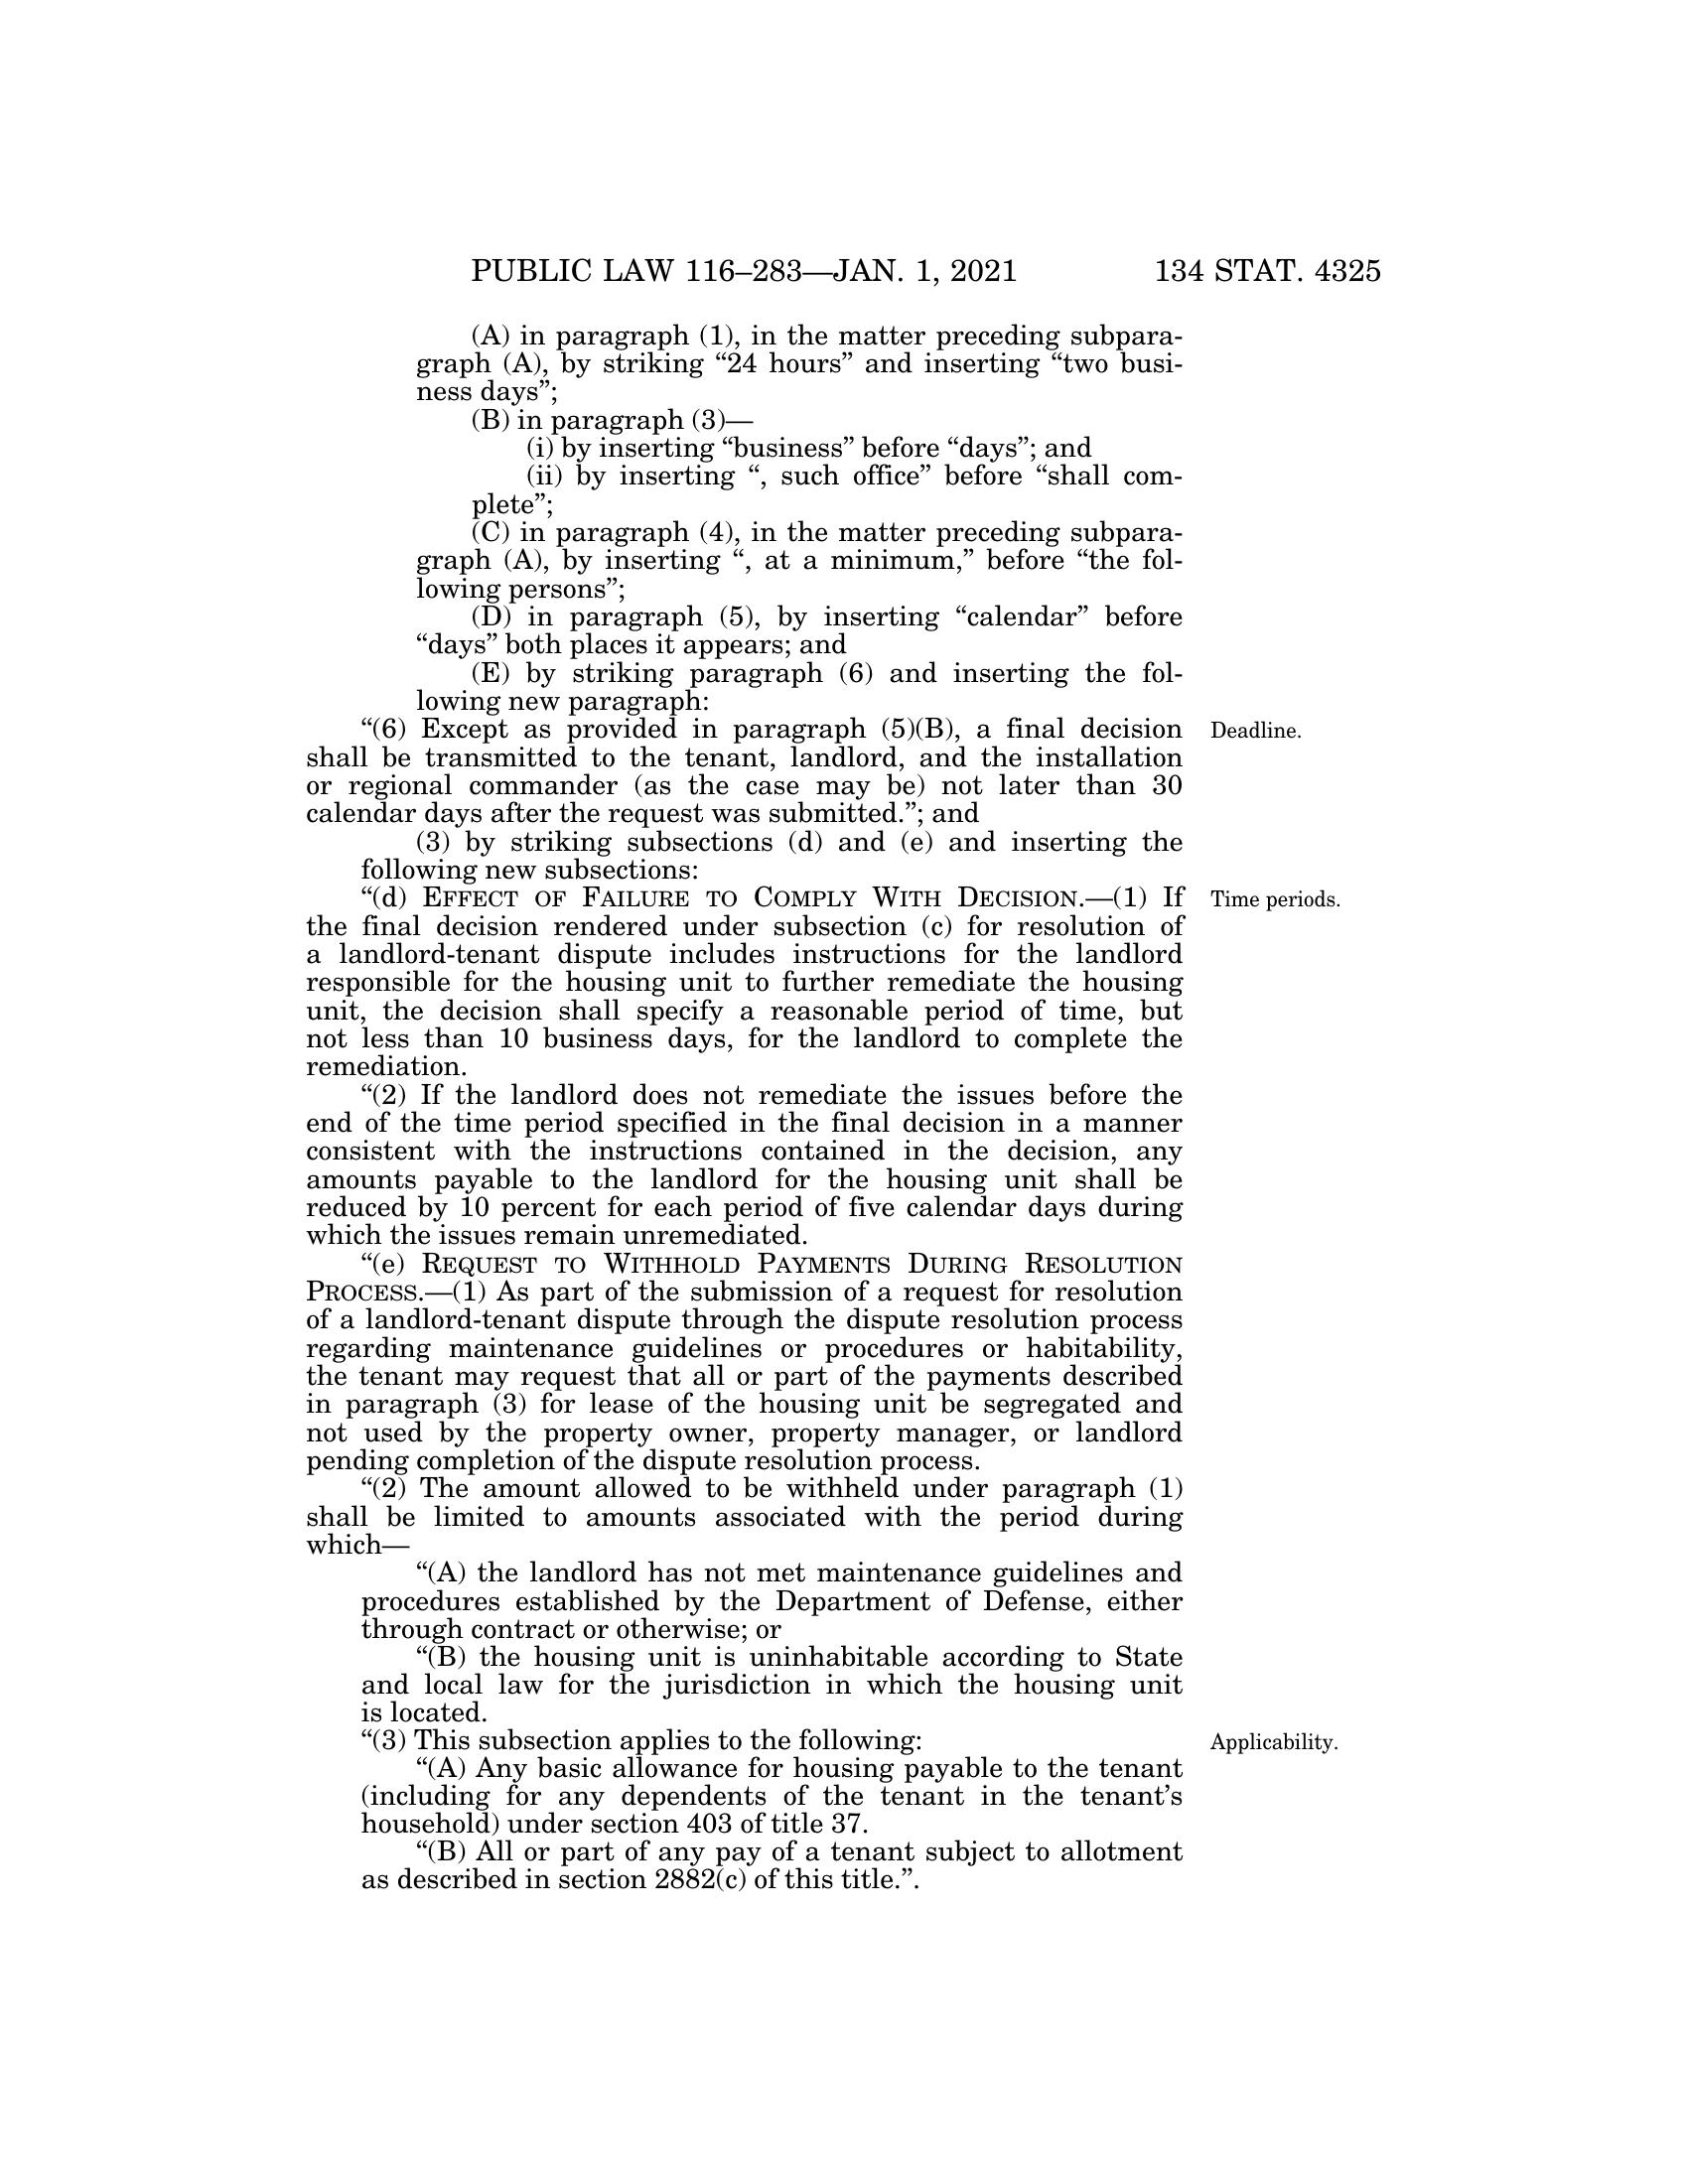 PUBLIC LAW 116–283—JAN. 1, 2021 134 STAT. 4325
(A) in paragraph (1), in the matter preceding subpara-
graph (A), by striking “24 hours” and inserting “two busi-
ness days”;
(B) in paragraph (3)—
(i) by inserting “business” before “days”; and
(ii) by inserting “, such office” before “shall com-
plete”;
(C) in paragraph (4), in the matter preceding subpara-
graph (A), by inserting “, at a minimum,” before “the fol-
lowing persons”;
(D) in paragraph (5), by inserting “calendar” before
“days” both places it appears; and
(E) by striking paragraph (6) and inserting the fol-
lowing new paragraph:
“(6) Except as provided in paragraph (5)(B), a final decision Deadline.
shall be transmitted to the tenant, landlord, and the installation
or regional commander (as the case may be) not later than 30
calendar days after the request was submitted.”; and
(3) by striking subsections (d) and (e) and inserting the
following new subsections:
“(d) EFFECT OF FAILURE TO COMPLY WITH DECISION.—(1) If Time periods.
the final decision rendered under subsection (c) for resolution of
a landlord-tenant dispute includes instructions for the landlord
responsible for the housing unit to further remediate the housing
unit, the decision shall specify a reasonable period of time, but
not less than 10 business days, for the landlord to complete the
remediation.
“(2) If the landlord does not remediate the issues before the
end of the time period specified in the final decision in a manner
consistent with the instructions contained in the decision, any
amounts payable to the landlord for the housing unit shall be
reduced by 10 percent for each period of five calendar days during
which the issues remain unremediated.
“(e) REQUEST TO WITHHOLD PAYMENTS DURING RESOLUTION
PROCESS.—(1) As part of the submission of a request for resolution
of a landlord-tenant dispute through the dispute resolution process
regarding maintenance guidelines or procedures or habitability,
the tenant may request that all or part of the payments described
in paragraph (3) for lease of the housing unit be segregated and
not used by the property owner, property manager, or landlord
pending completion of the dispute resolution process.
“(2) The amount allowed to be withheld under paragraph (1)
shall be limited to amounts associated with the period during
which—
“(A) the landlord has not met maintenance guidelines and
procedures established by the Department of Defense, either
through contract or otherwise; or
“(B) the housing unit is uninhabitable according to State
and local law for the jurisdiction in which the housing unit
is located.
“(3) This subsection applies to the following: Applicability.
“(A) Any basic allowance for housing payable to the tenant
(including for any dependents of the tenant in the tenant’s
household) under section 403 of title 37.
“(B) All or part of any pay of a tenant subject to allotment
as described in section 2882(c) of this title.”.